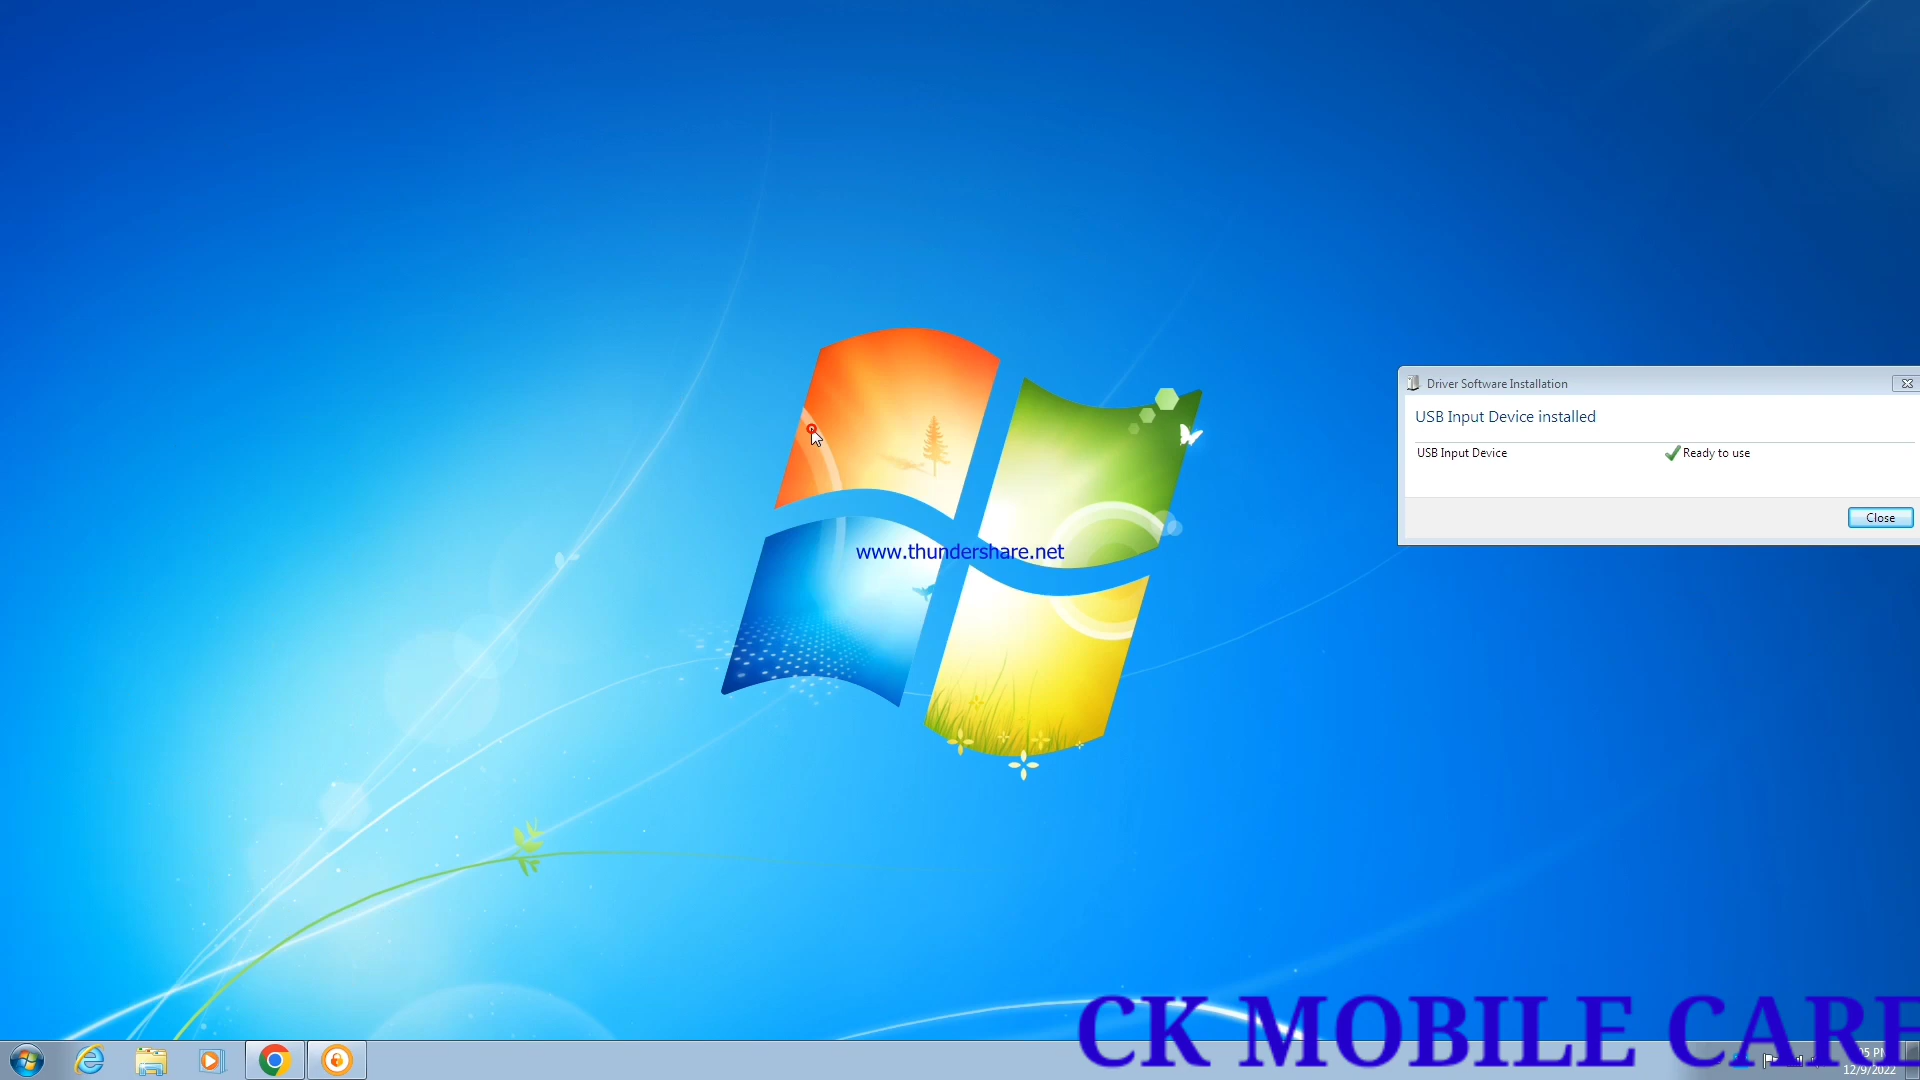 Driver Software Installation
USB Input Device installed
USB Input Device
Ready to use
Close
www.thundershare.net
CK MOBILE CARE
12/9/2022